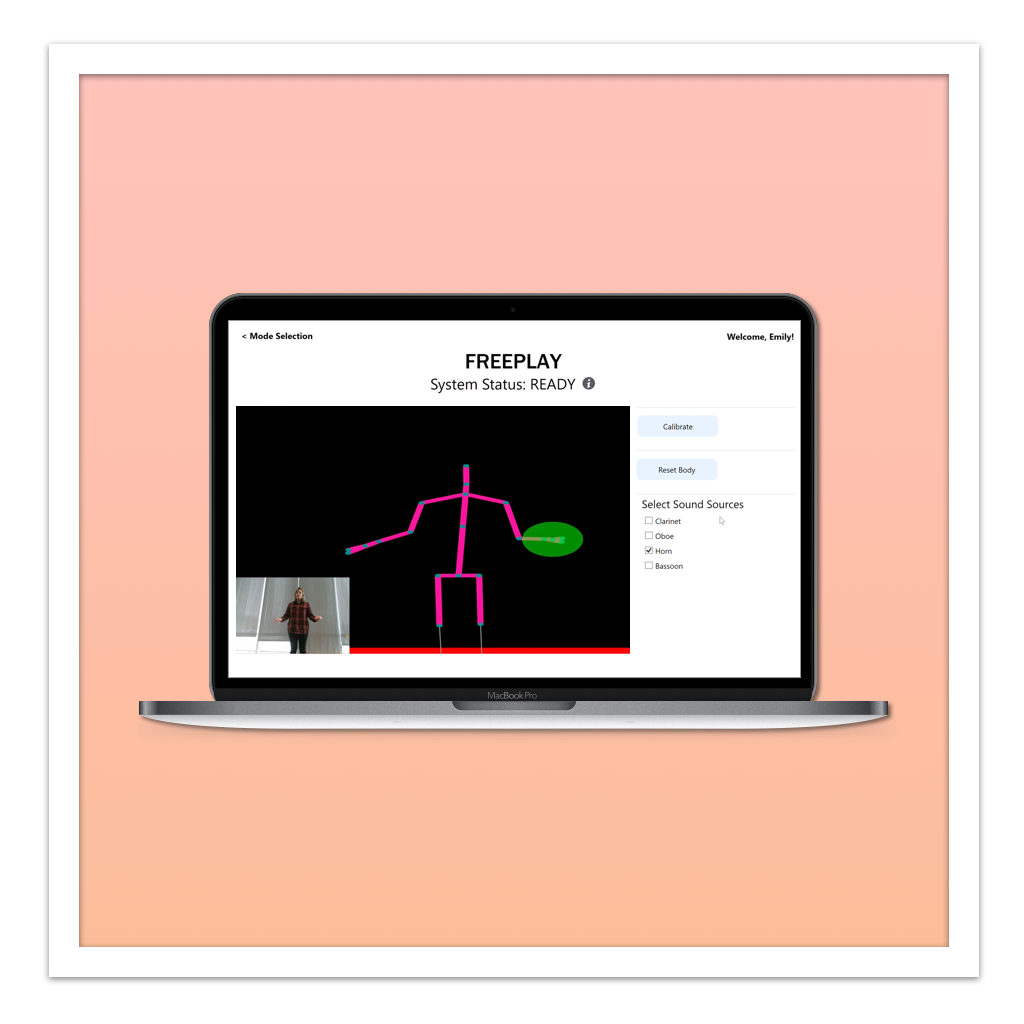 < Mode Selection
Welcome, Emily!
FREEPLAY
System Status: READY
i
Calibrate
Reset Body
Select Sound Sources
Clarinet
Oboe
Horn
Bassoon
MacBook Pro